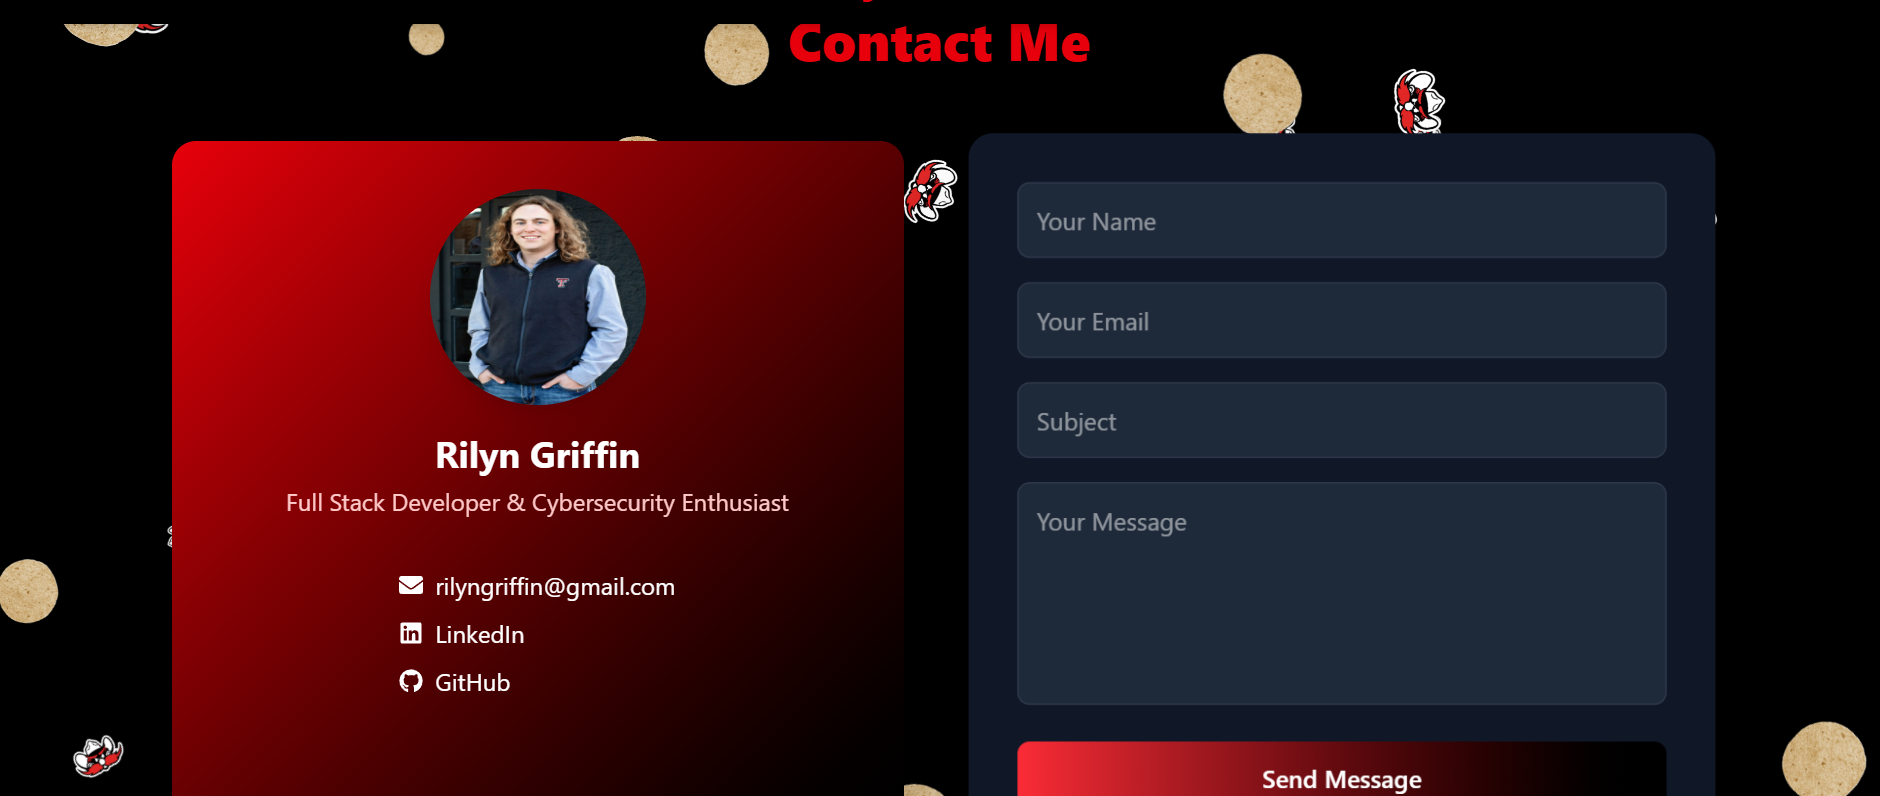 Contact Me
Rilyn Griffin
Full Stack Developer & Cybersecurity Enthusiast
rilyngriffin@gmail.com
LinkedIn
GitHub
Your Name
Your Email
Subject
Your Message
Send Message